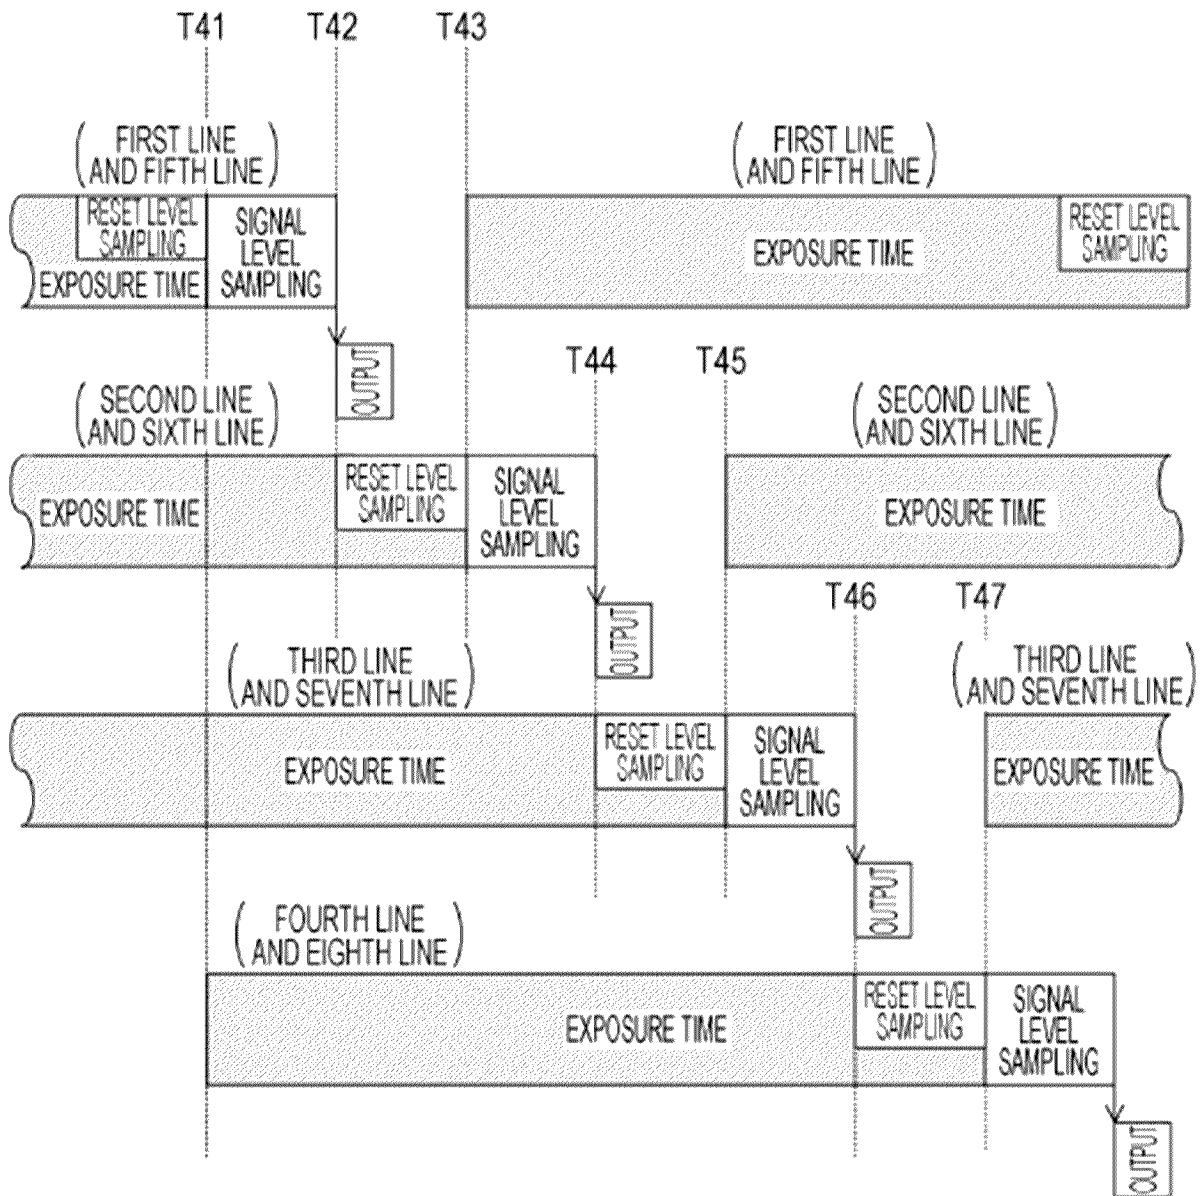 T41 T42 T43
( FIRST LINE
AND FIFTH LINE )
( FIRST LINE
AND FIFTH LINE )
RESET LEVEL
SAMPLING
EXPOSURE TIME
SIGNAL
LEVEL
SAMPLING
EXPOSURE TIME
RESET LEVEL
SAMPLING
OUTPUT
T44 T45
( SECOND LINE
AND SIXTH LINE )
( SECOND LINE
AND SIXTH LINE )
EXPOSURE TIME
RESET LEVEL
SAMPLING
SIGNAL
LEVEL
SAMPLING
EXPOSURE TIME
OUTPUT
T46 T47
( THIRD LINE
AND SEVENTH LINE )
( THIRD LINE
AND SEVENTH LINE )
EXPOSURE TIME
RESET LEVEL
SAMPLING
SIGNAL
LEVEL
SAMPLING
EXPOSURE TIME
OUTPUT
( FOURTH LINE
AND EIGHTH LINE )
EXPOSURE TIME
RESET LEVEL
SAMPLING
SIGNAL
LEVEL
SAMPLING
OUTPUT